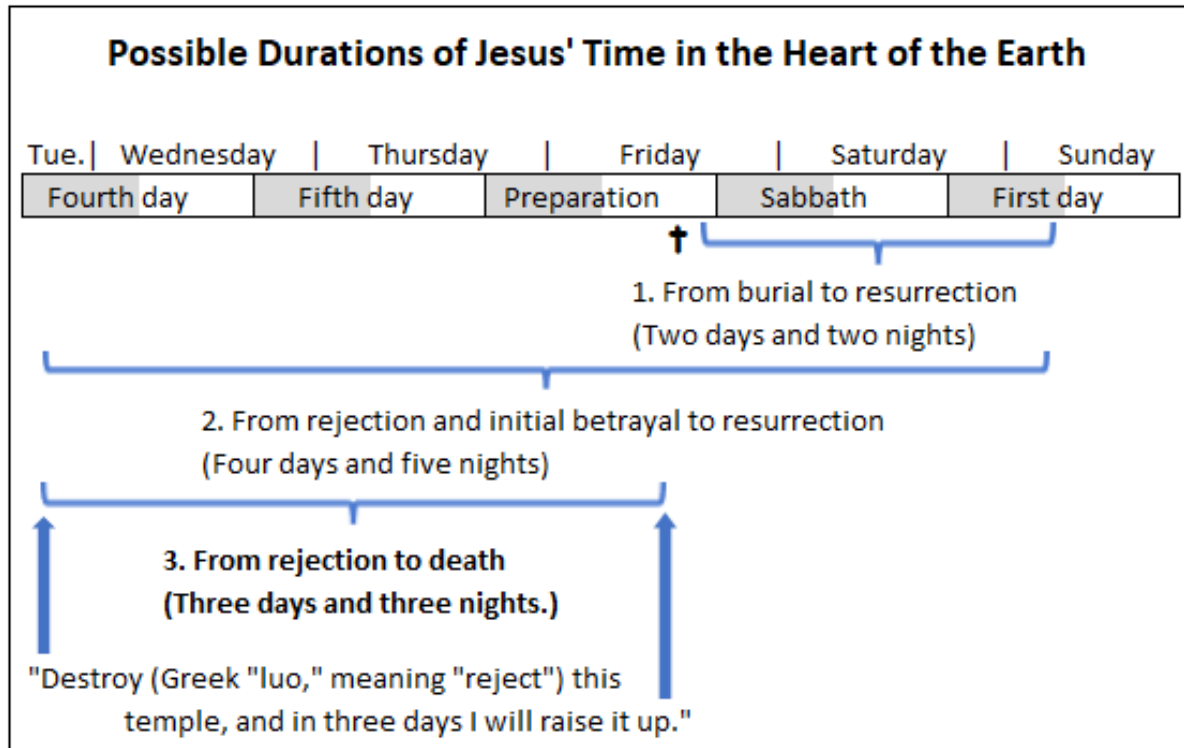 Possible Durations of Jesus' Time in the Heart of the Earth
Tue. | Wednesday | Thursday | Friday | Saturday | Sunday
Fourth day Fifth day Preparation Sabbath First day
✝
1. From burial to resurrection
(Two days and two nights)
2. From rejection and initial betrayal to resurrection
(Four days and five nights)
3. From rejection to death
(Three days and three nights.)
"Destroy (Greek "luo," meaning "reject") this
temple, and in three days I will raise it up."